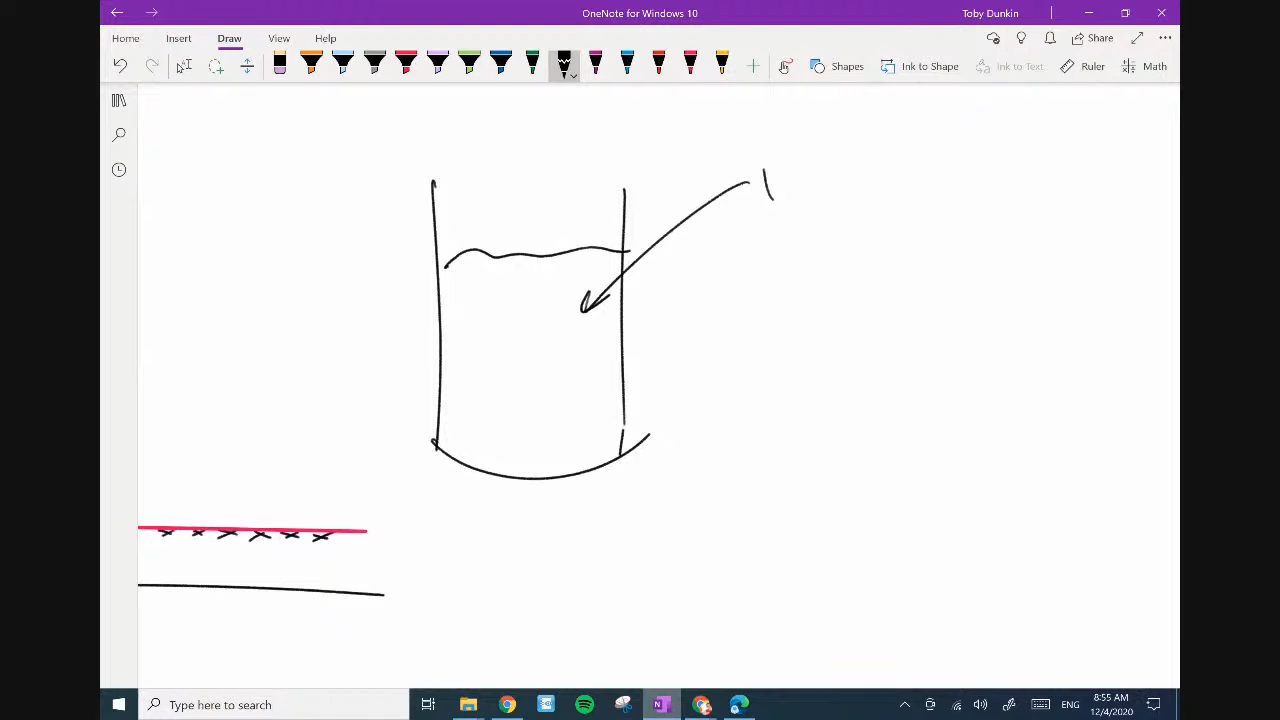 OneNote for Windows 10
Toby Dunkin
Home Insert Draw View Help
Share
Shapes Ink to Shape Ink to Text Ruler Math
Type here to search
ENG
8:55 AM
12/4/2020